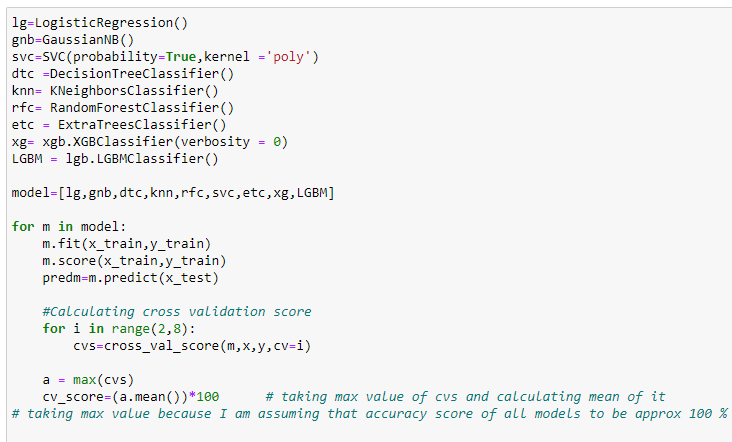 lg=LogisticRegression()
gnb=GaussianNB()
svc=SVC(probability=True,kernel ='poly')
dtc =DecisionTreeClassifier()
knn= KNeighborsClassifier()
rfc= RandomForestClassifier()
etc = ExtraTreesClassifier()
xg= xgb.XGBClassifier(verbosity = 0)
LGBM = lgb.LGBMClassifier()

model=[lg,gnb,dtc,knn,rfc,svc,etc,xg,LGBM]

for m in model:
    m.fit(x_train,y_train)
    m.score(x_train,y_train)
    predm=m.predict(x_test)

    #Calculating cross validation score
    for i in range(2,8):
        cvs=cross_val_score(m,x,y,cv=i)

    a = max(cvs)
    cv_score=(a.mean())*100      # taking max value of cvs and calculating mean of it
# taking max value because I am assuming that accuracy score of all models to be approx 100 %